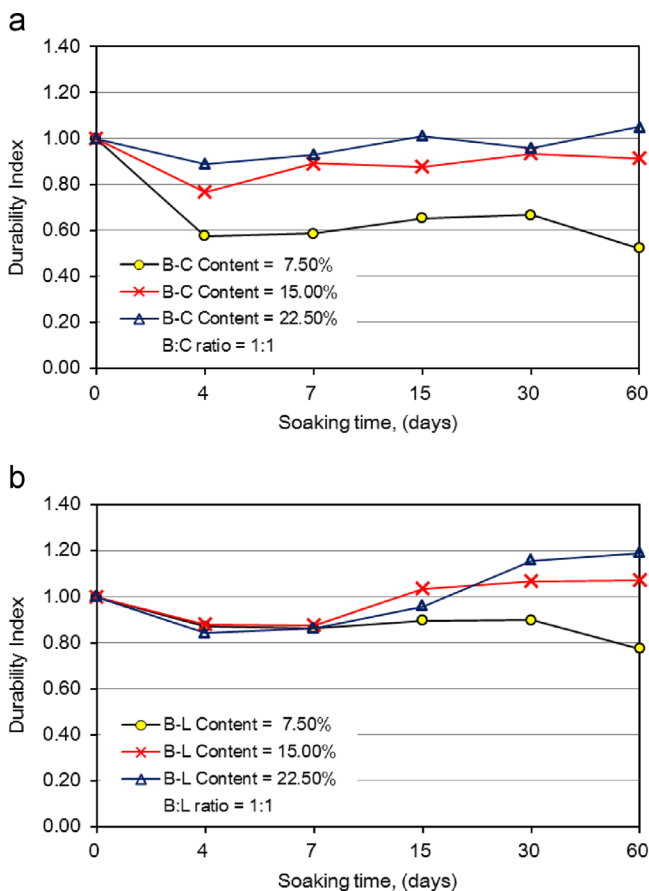 a
1.40
1.20
1.00
0.80
0.60
0.40
0.20
0.00
Durability Index
B-C Content = 7.50%
B-C Content = 15.00%
B-C Content = 22.50%
B:C ratio = 1:1
0 4 7 15 30 60
Soaking time, (days)
b
1.40
1.20
1.00
0.80
0.60
0.40
0.20
0.00
Durability Index
B-L Content = 7.50%
B-L Content = 15.00%
B-L Content = 22.50%
B:L ratio = 1:1
0 4 7 15 30 60
Soaking time, (days)